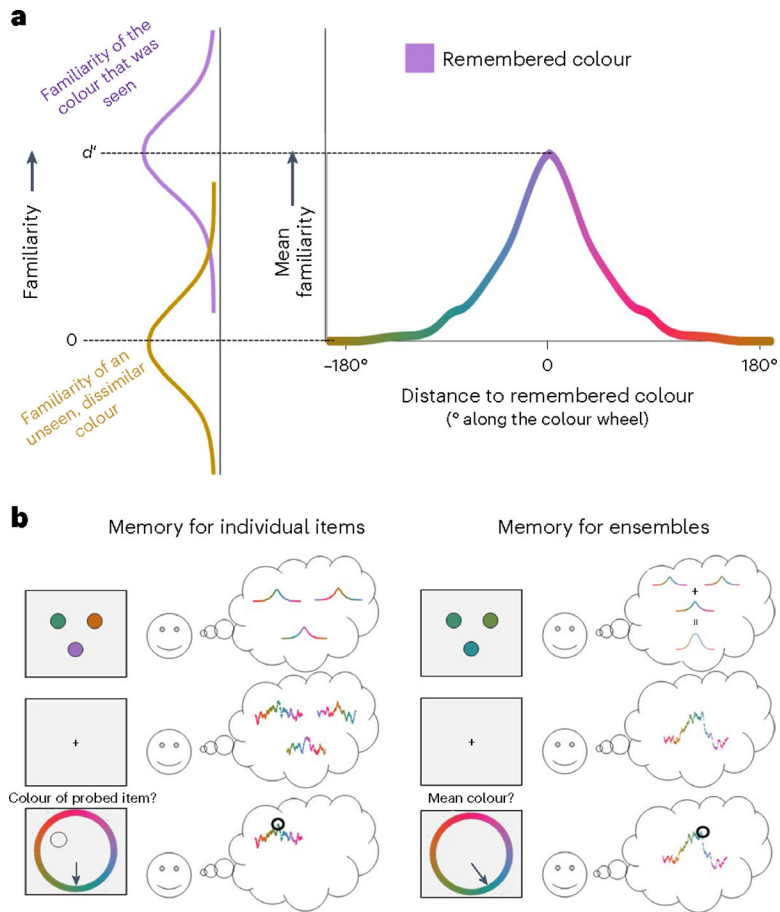 a
Familiarity of the
colour that was
seen
Remembered colour
d'
Familiarity
Mean
familiarity
0
Familiarity of an
unseen, dissimilar
colour
–180°
0
180°
Distance to remembered colour
(° along the colour wheel)
b
Memory for individual items
Memory for ensembles
+
=
+
+
Colour of probed item?
Mean colour?